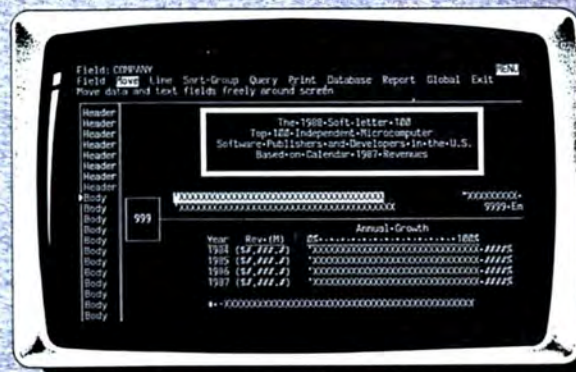 Field: COMPANY
MENU
Field Move Line Sort-Group Query Print Database Report Global Exit
Move data and text fields freely around screen
Header
Header
Header
Header
Header
Header
Header
Header
Body
Body
Body
Body
Body
Body
Body
Body
Body
Body
Body
Body
The•1988•Soft•letter•100
Top•100•Independent•Microcomputer
Software•Publishers•and•Developers•in•the•U.S.
Based•on•Calendar•1987•Revenues
9999•En
999
Annual•Growth
Year Rev•(M)
1984 ($#,###.#)
1985 ($#,###.#)
1986 ($#,###.#)
1987 ($#,###.#)